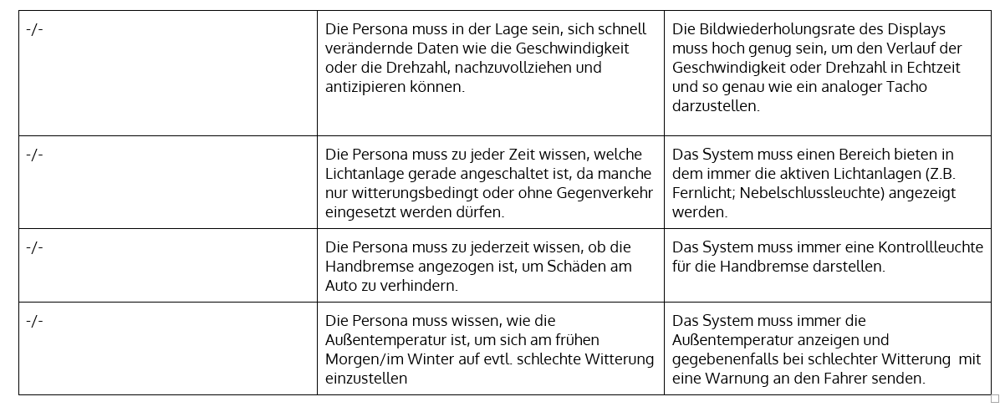 -/-
Die Persona muss in der Lage sein, sich schnell
verändernde Daten wie die Geschwindigkeit
oder die Drehzahl, nachzuvollziehen und
antizipieren können.
Die Bildwiederholungsrate des Displays
muss hoch genug sein, um den Verlauf der
Geschwindigkeit oder Drehzahl in Echtzeit
und so genau wie ein analoger Tacho
darzustellen.
-/-
Die Persona muss zu jeder Zeit wissen, welche
Lichtanlage gerade angeschaltet ist, da manche
nur witterungsbedingt oder ohne Gegenverkehr
eingesetzt werden dürfen.
Das System muss einen Bereich bieten in
dem immer die aktiven Lichtanlagen (Z.B.
Fernlicht; Nebelschlussleuchte) angezeigt
werden.
-/-
Die Persona muss zu jederzeit wissen, ob die
Handbremse angezogen ist, um Schäden am
Auto zu verhindern.
Das System muss immer eine Kontrollleuchte
für die Handbremse darstellen.
-/-
Die Persona muss wissen, wie die
Außentemperatur ist, um sich am frühen
Morgen/im Winter auf evtl. schlechte Witterung
einzustellen
Das System muss immer die
Außentemperatur anzeigen und
gegebenenfalls bei schlechter Witterung  mit
eine Warnung an den Fahrer senden.